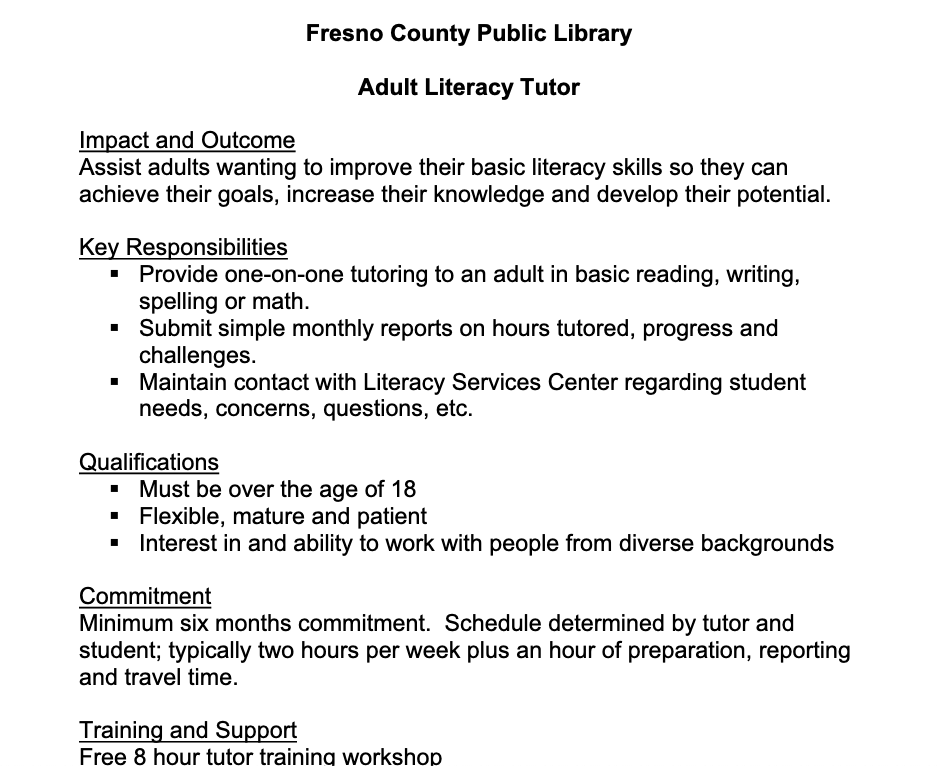 Fresno County Public Library
Adult Literacy Tutor
Impact and Outcome
Assist adults wanting to improve their basic literacy skills so they can
achieve their goals, increase their knowledge and develop their potential.
Key Responsibilities
▪ Provide one-on-one tutoring to an adult in basic reading, writing,
spelling or math.
▪ Submit simple monthly reports on hours tutored, progress and
challenges.
▪ Maintain contact with Literacy Services Center regarding student
needs, concerns, questions, etc.
Qualifications
▪ Must be over the age of 18
▪ Flexible, mature and patient
▪ Interest in and ability to work with people from diverse backgrounds
Commitment
Minimum six months commitment.  Schedule determined by tutor and
student; typically two hours per week plus an hour of preparation, reporting
and travel time.
Training and Support
Free 8 hour tutor training workshop